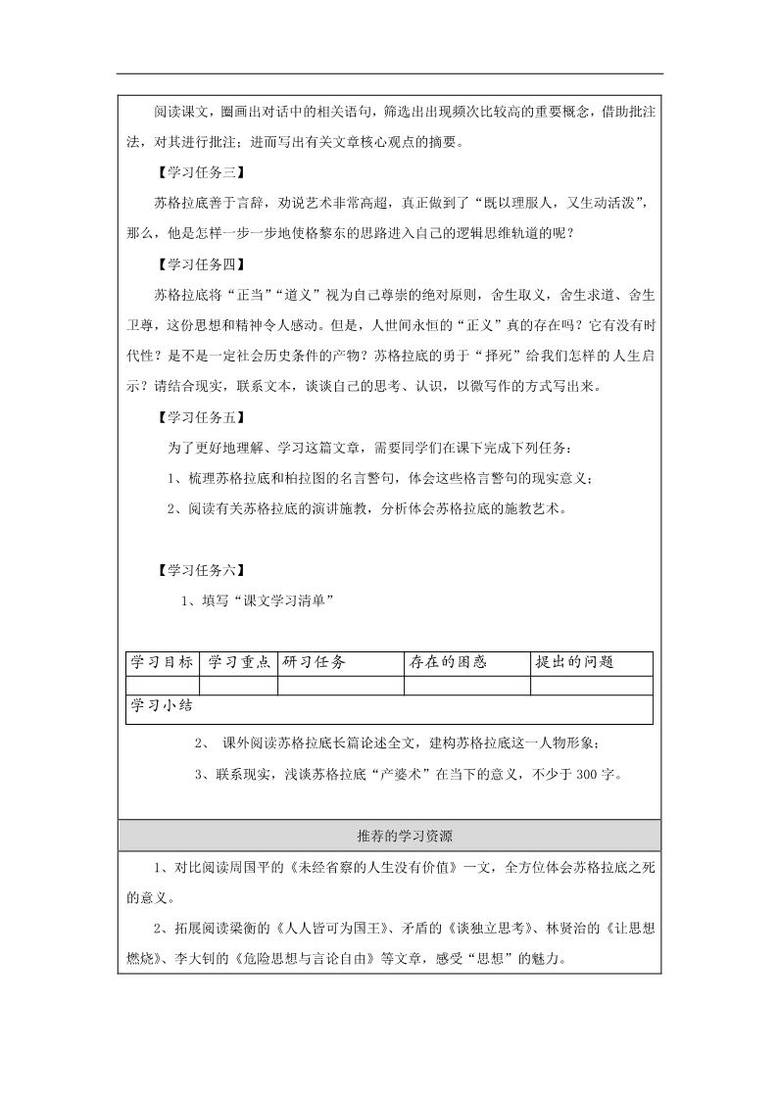 阅读课文，圈画出对话中的相关语句，筛选出出现频次比较高的重要概念，借助批注
法，对其进行批注；进而写出有关文章核心观点的摘要。
【学习任务三】
苏格拉底善于言辞，劝说艺术非常高超，真正做到了“既以理服人，又生动活泼”，
那么，他是怎样一步一步地使格黎东的思路进入自己的逻辑思维轨道的呢？
【学习任务四】
苏格拉底将“正当”“道义”视为自己尊崇的绝对原则，舍生取义，舍生求道、舍生
卫尊，这份思想和精神令人感动。但是，人世间永恒的“正义”真的存在吗？它有没有时
代性？是不是一定社会历史条件的产物？苏格拉底的勇于“择死”给我们怎样的人生启
示？请结合现实，联系文本，谈谈自己的思考、认识，以微写作的方式写出来。
【学习任务五】
为了更好地理解、学习这篇文章，需要同学们在课下完成下列任务：
1、梳理苏格拉底和柏拉图的名言警句，体会这些格言警句的现实意义；
2、阅读有关苏格拉底的演讲施教，分析体会苏格拉底的施教艺术。
【学习任务六】
1、填写“课文学习清单”
学习目标 学习重点 研习任务 存在的困惑 提出的问题
学习小结
2、 课外阅读苏格拉底长篇论述全文，建构苏格拉底这一人物形象；
3、联系现实，浅谈苏格拉底“产婆术”在当下的意义，不少于 300 字。
推荐的学习资源
1、对比阅读周国平的《未经省察的人生没有价值》一文，全方位体会苏格拉底之死
的意义。
2、拓展阅读梁衡的《人人皆可为国王》、矛盾的《谈独立思考》、林贤治的《让思想
燃烧》、李大钊的《危险思想与言论自由》等文章，感受“思想”的魅力。